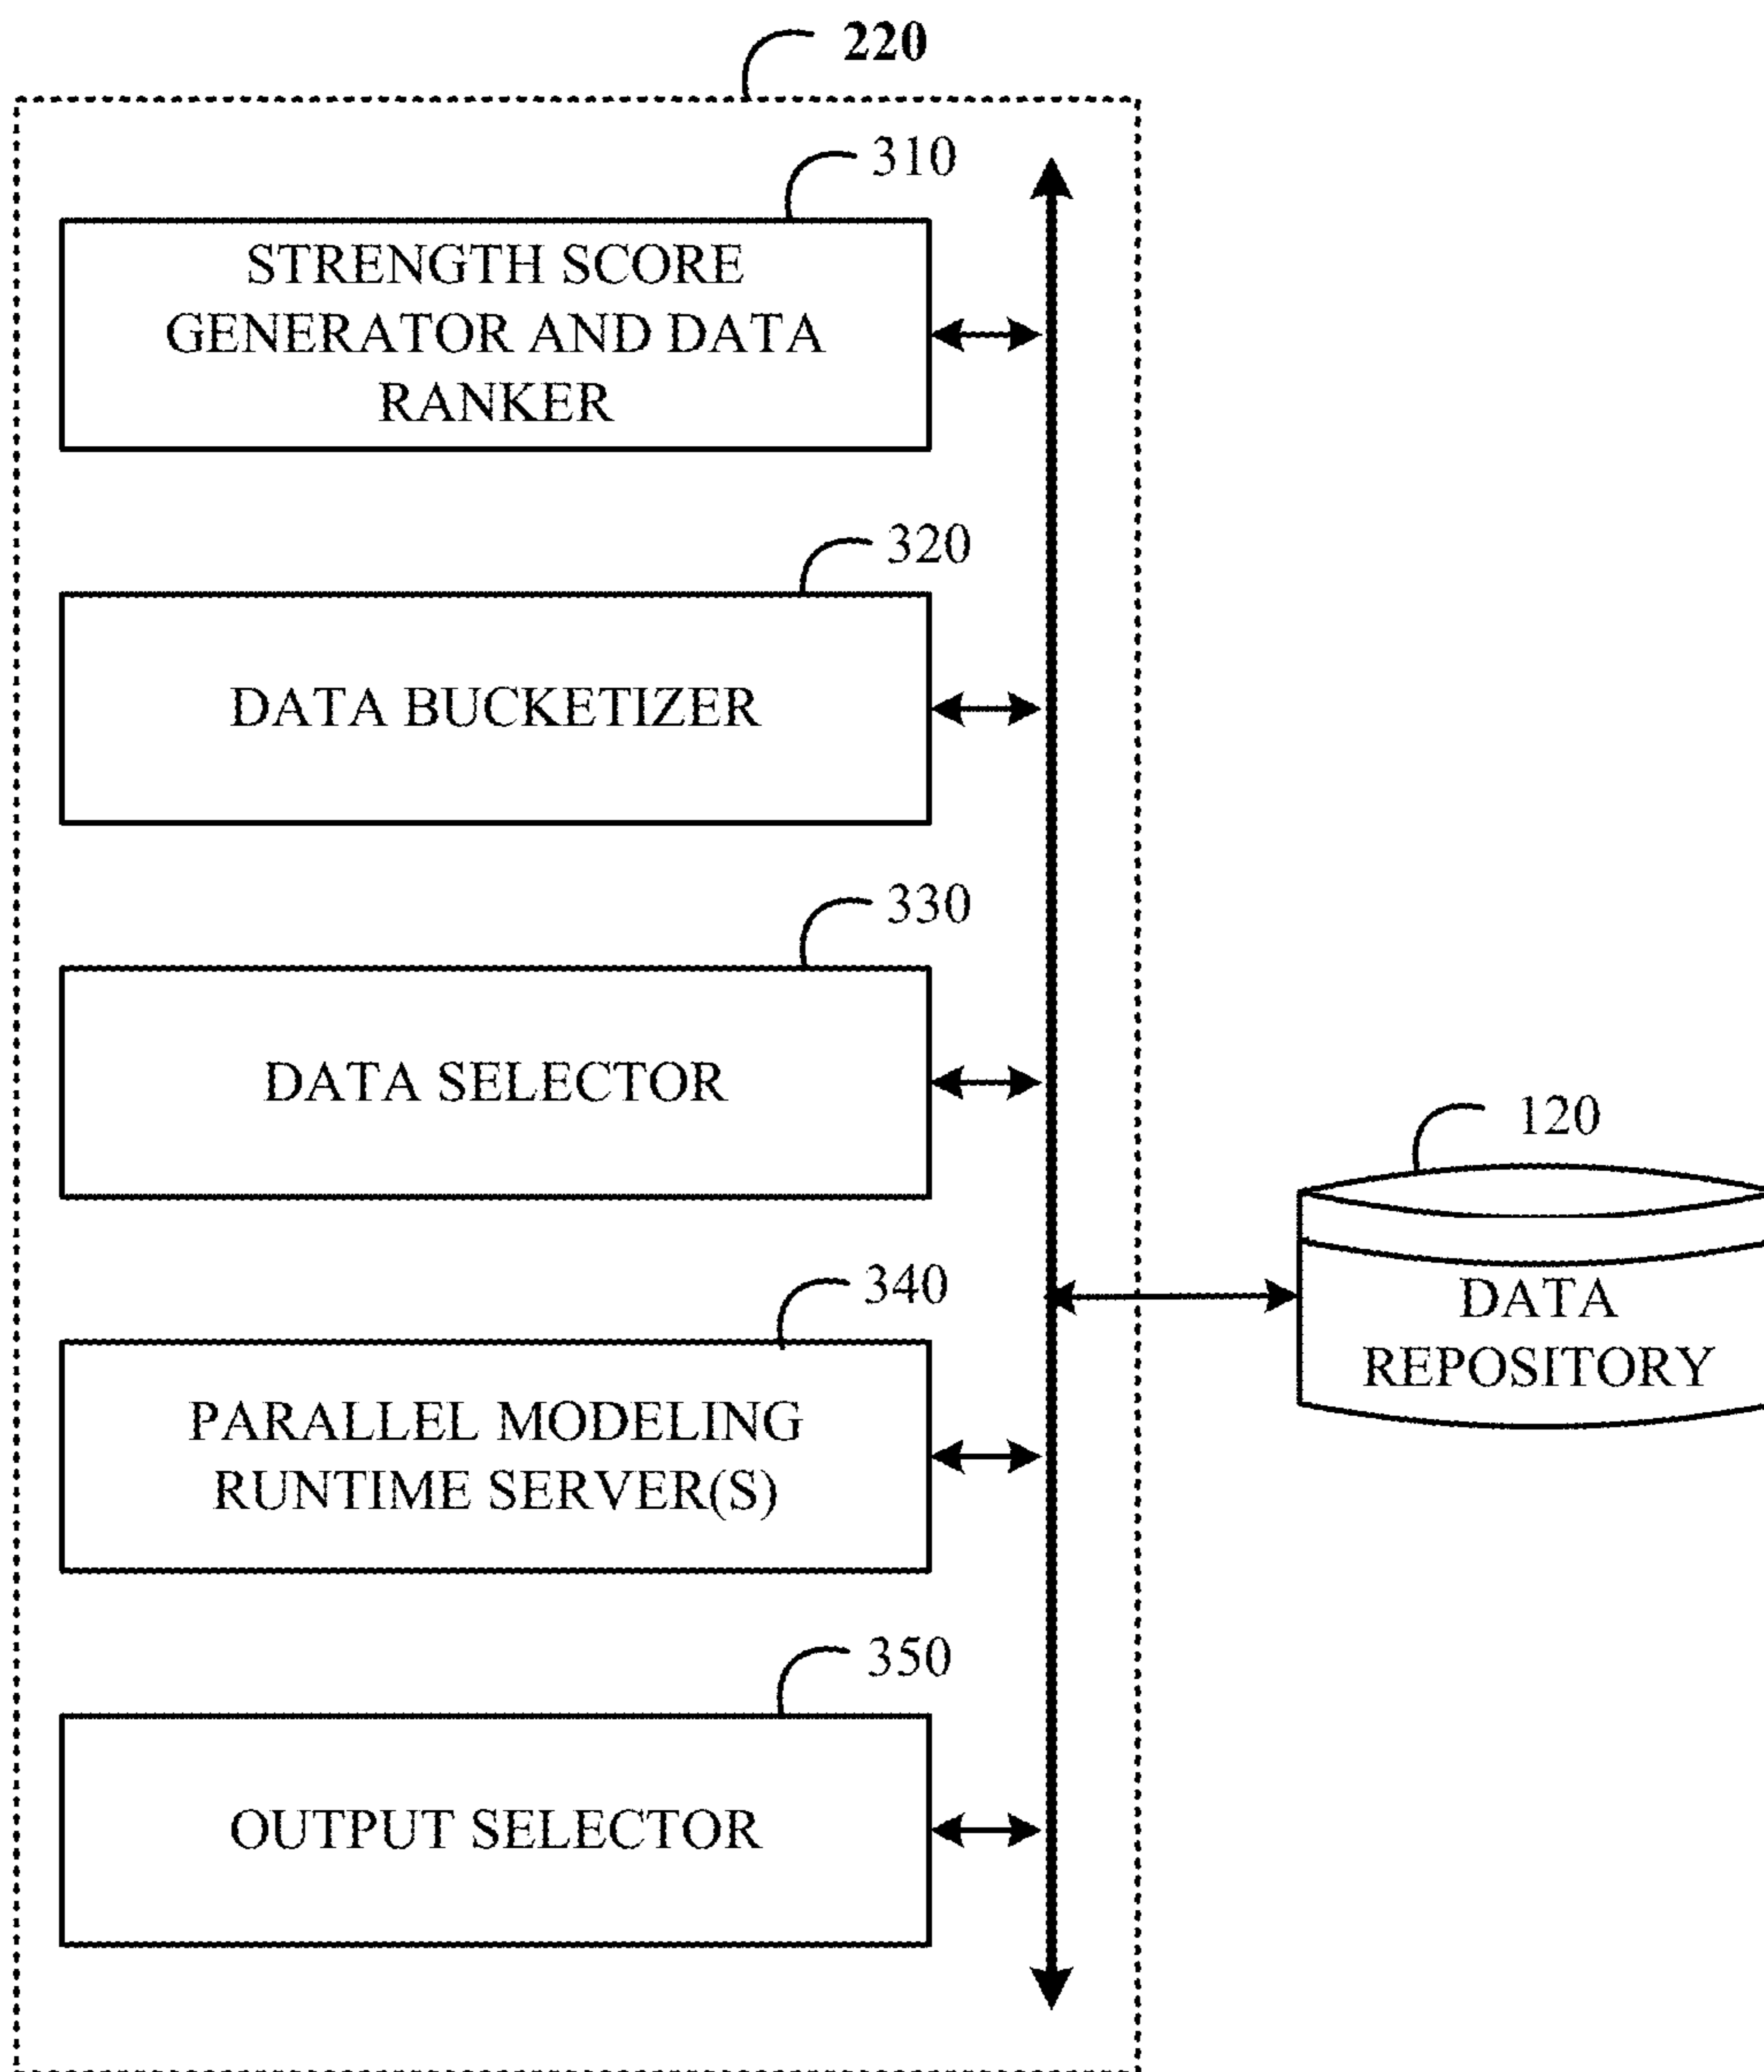 220
310
STRENGTH SCORE
GENERATOR AND DATA
RANKER
320
DATA BUCKETIZER
330
DATA SELECTOR
120
DATA
REPOSITORY
340
PARALLEL MODELING
RUNTIME SERVER(S)
350
OUTPUT SELECTOR